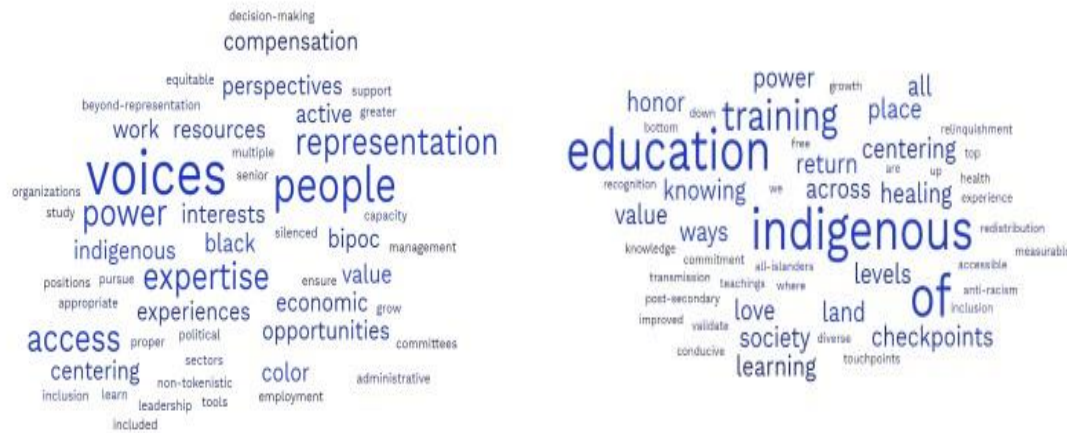 decision-making
compensation
equitable perspectives support
beyond-representation active greater
work resources representation
multiple
voices senior people
organizations
study power interests capacity
silenced
indigenous black bipoc management
positions pursue expertise ensure value
appropriate experiences economic grow
access proper political opportunities committees
sectors
centering non-tokenistic color administrative
inclusion learn leadership tools employment
included
power growth all
honor down training place
bottom relinquishment
education free centering top
return are up health
recognition knowing we across healing experience
value ways indigenous redistribution
knowledge measurable
commitment all-islanders levels accessible
transmission teachings where of anti-racism
post-secondary love land inclusion
improved validate society diverse checkpoints
conducive touchpoints
learning